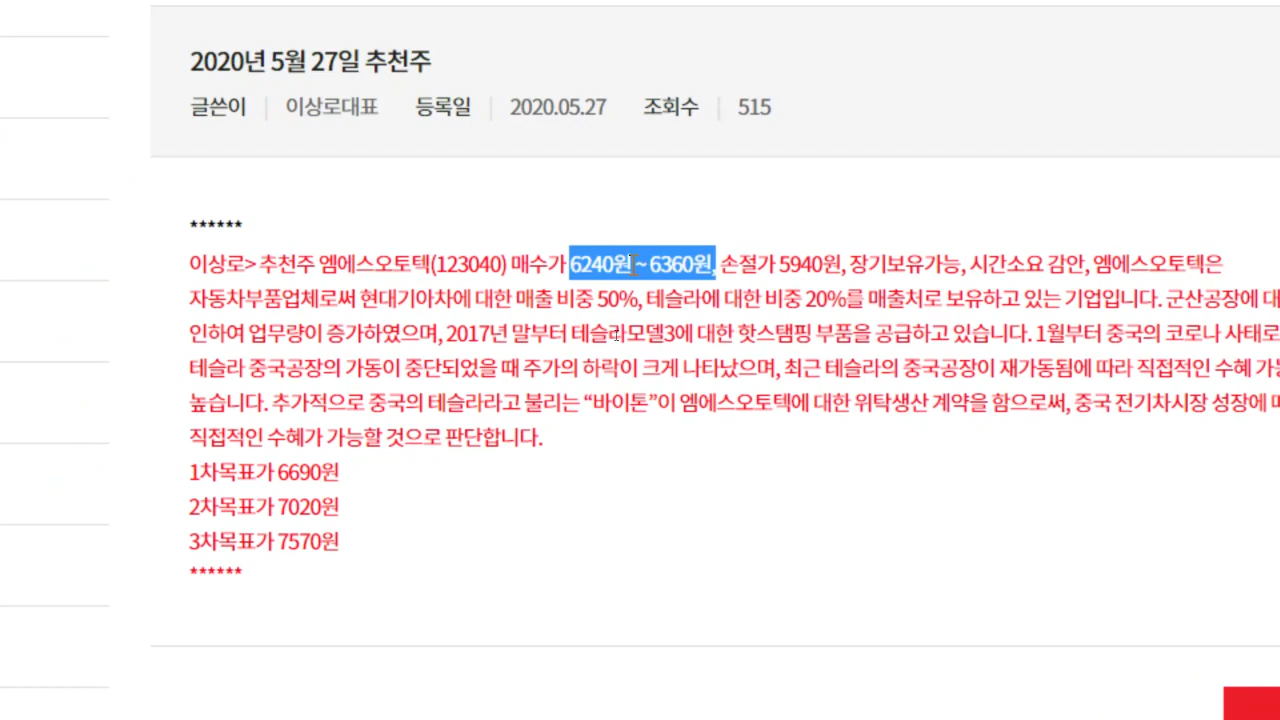 2020년 5월 27일 추천주
글쓴이 | 이상로대표 등록일 | 2020.05.27 조회수 | 515
******
이상로> 추천주 엠에스오토텍(123040) 매수가 6240원 ~ 6360원, 손절가 5940원, 장기보유가능, 시간소요 감안, 엠에스오토텍은
자동차부품업체로써 현대기아차에 대한 매출 비중 50%, 테슬라에 대한 비중 20%를 매출처로 보유하고 있는 기업입니다. 군산공장에
인하여 업무량이 증가하였으며, 2017년 말부터 테슬라모델3에 대한 핫스탬핑 부품을 공급하고 있습니다. 1월부터 중국의 코로나 사태로
테슬라 중국공장의 가동이 중단되었을 때 주가의 하락이 크게 나타났으며, 최근 테슬라의 중국공장이 재가동됨에 따라 직접적인 수혜
높습니다. 추가적으로 중국의 테슬라라고 불리는 “바이톤”이 엠에스오토텍에 대한 위탁생산 계약을 함으로써, 중국 전기차시장 성장에
직접적인 수혜가 가능할 것으로 판단합니다.
1차목표가 6690원
2차목표가 7020원
3차목표가 7570원
******